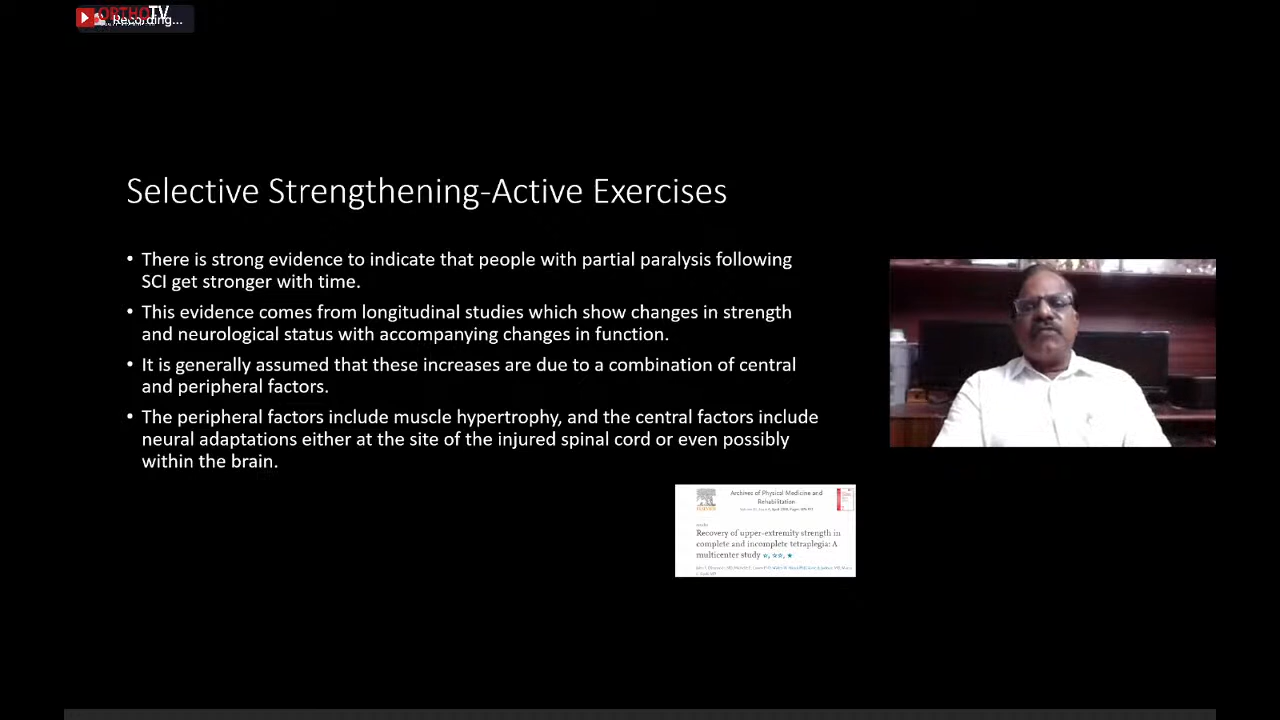 ORTHOTV
Recording...
Selective Strengthening-Active Exercises
• There is strong evidence to indicate that people with partial paralysis following
SCI get stronger with time.
• This evidence comes from longitudinal studies which show changes in strength
and neurological status with accompanying changes in function.
• It is generally assumed that these increases are due to a combination of central
and peripheral factors.
• The peripheral factors include muscle hypertrophy, and the central factors include
neural adaptations either at the site of the injured spinal cord or even possibly
within the brain.
Archives of Physical Medicine and
Rehabilitation
Recovery of upper-extremity strength in
complete and incomplete tetraplegia: A
multicenter study